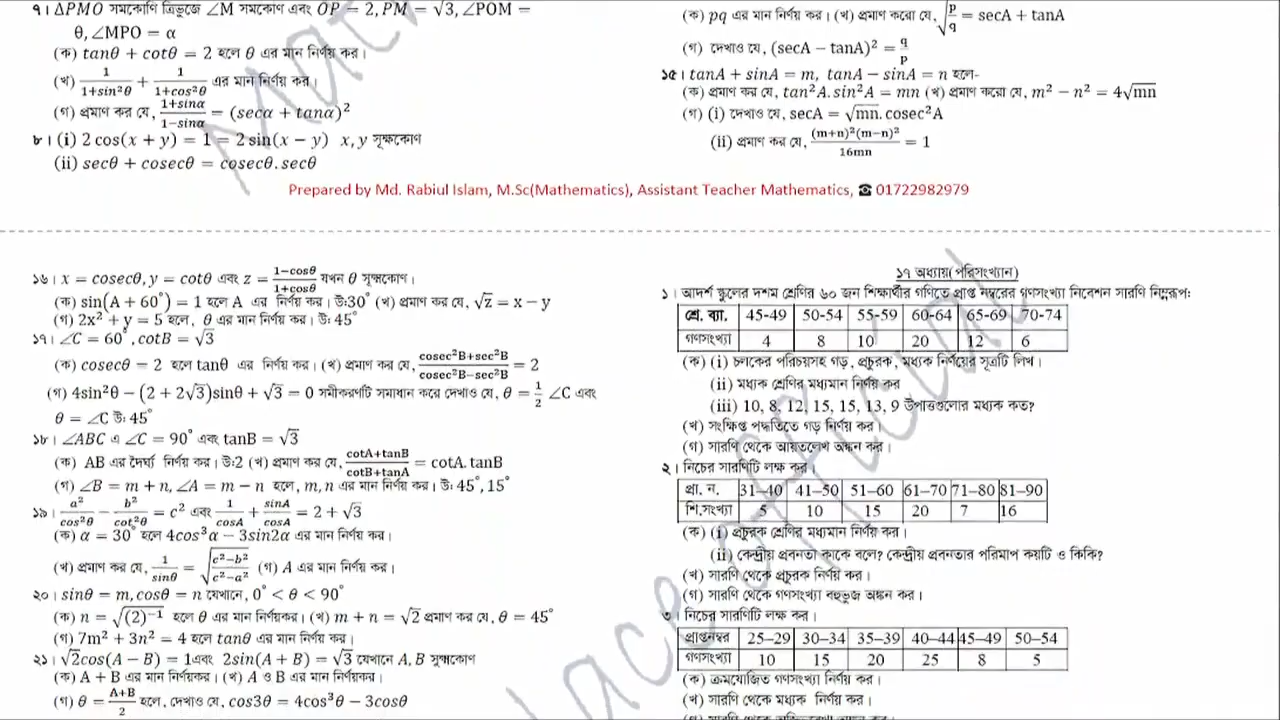 ৭। ΔPMO সমকোণি ত্রিভুজে ∠M সমকোণ এবং OP = 2, PM = √3, ∠POM =
θ, ∠MPO = α
(ক) tanθ + cotθ = 2 হলে θ এর মান নির্ণয় কর।
(খ) 1/(1+sin²θ) + 1/(1+cos²θ) এর মান নির্ণয় কর।
(গ) প্রমাণ কর যে, (1+sinα)/(1−sinα) = (secα + tanα)²
৮। (i) 2 cos(x + y) = 1 = 2 sin(x − y) x, y সূক্ষকোণ
(ii) secθ + cosecθ = cosecθ. secθ
(ক) pq এর মান নির্ণয় কর। (খ) প্রমাণ করো যে, √(p/q) = secA + tanA
(গ) দেখাও যে, (secA − tanA)² = q/p
১৫। tanA + sinA = m, tanA − sinA = n হলে-
(ক) প্রমাণ কর যে, tan²A. sin²A = mn (খ) প্রমাণ করো যে, m² − n² = 4√mn
(গ) (i) দেখাও যে, secA = √mn. cosec²A
(ii) প্রমাণ কর যে, (m+n)²(m−n)²/16mn = 1
Prepared by Md. Rabiul Islam, M.Sc(Mathematics), Assistant Teacher Mathematics, ☎ 01722982979
১৬। x = cosecθ, y = cotθ এবং z = (1−cosθ)/(1+cosθ) যখন θ সূক্ষ্মকোণ।
(ক) sin(A + 60°) = 1 হলে A এর নির্ণয় কর। উ:30° (খ) প্রমাণ কর যে, √z = x − y
(গ) 2x² + y = 5 হলে, θ এর মান নির্ণয় কর। উ: 45°
১৭। ∠C = 60°, cotB = √3
(ক) cosecθ = 2 হলে tanθ এর নির্ণয় কর। (খ) প্রমাণ কর যে, (cosec²B+sec²B)/(cosec²B−sec²B) = 2
(গ) 4sin²θ − (2 + 2√3)sinθ + √3 = 0 সমীকরণটি সমাধান করে দেখাও যে, θ = 1/2 ∠C এবং
θ = ∠C উ: 45°
১৮। ∠ABC এ ∠C = 90° এবং tanB = √3
(ক) AB এর দৈর্ঘ্য নির্ণয় কর। উ:2 (খ) প্রমাণ কর যে, (cotA+tanB)/(cotB+tanA) = cotA. tanB
(গ) ∠B = m + n, ∠A = m − n হলে, m, n এর মান নির্ণয় কর। উ: 45°, 15°
১৯। a²/cos²θ − b²/cot²θ = c² এবং 1/cosA + sinA/cosA = 2 + √3
(ক) α = 30° হলে 4cos³α − 3sin2α এর মান নির্ণয় কর।
(খ) প্রমাণ কর যে, 1/sinθ = √((c²−b²)/(c²−a²)) (গ) A এর মান নির্ণয় কর।
২০। sinθ = m, cosθ = n যেখানে, 0° < θ < 90°
(ক) n = √(2)⁻¹ হলে θ এর মান নির্ণয়কর। (খ) m + n = √2 প্রমাণ কর যে, θ = 45°
(গ) 7m² + 3n² = 4 হলে tanθ এর মান নির্ণয় কর।
২১। √2cos(A − B) = 1এবং 2sin(A + B) = √3 যেখানে A, B সূক্ষ্মকোণ
(ক) A + B এর মান নির্ণয়কর। (খ) A ও B এর মান নির্ণয়কর।
(গ) θ = (A+B)/2 হলে, দেখাও যে, cos3θ = 4cos³θ − 3cosθ
১৭ অধ্যায়(পরিসংখ্যান)
১। আদর্শ স্কুলের দশম শ্রেণির ৬০ জন শিক্ষার্থীর গণিতে প্রাপ্ত নম্বরের গণসংখ্যা নিবেশন সারণি নিম্নরূপ:
শ্রে. ব্যা. 45-49 50-54 55-59 60-64 65-69 70-74
গণসংখ্যা 4 8 10 20 12 6
(ক) (i) চলকের পরিচয়সহ গড়, প্রচুরক, মধ্যক নির্ণয়ের সূত্রটি লিখ।
(ii) মধ্যক শ্রেণির মধ্যমান নির্ণয় কর
(iii) 10, 8, 12, 15, 15, 13, 9 উপাত্তগুলোর মধ্যক কত?
(খ) সংক্ষিপ্ত পদ্ধতিতে গড় নির্ণয় কর।
(গ) সারণি থেকে আয়তলেখ অঙ্কন কর।
২। নিচের সারণিটি লক্ষ কর।
প্রা. ন. 31–40 41–50 51–60 61–70 71–80 81–90
শি.সংখ্যা 5 10 15 20 7 16
(ক) (i) প্রচুরক শ্রেণির মধ্যমান নির্ণয় কর।
(ii) কেন্দ্রীয় প্রবনতা কাকে বলে? কেন্দ্রীয় প্রবনতার পরিমাপ কয়টি ও কিকি?
(খ) সারণি থেকে প্রচুরক নির্ণয় কর।
(গ) সারণি থেকে গণসংখ্যা বহুভুজ অঙ্কন কর।
৩। নিচের সারণিটি লক্ষ কর।
প্রাপ্তনম্বর 25–29 30–34 35–39 40–44 45–49 50–54
গণসংখ্যা 10 15 20 25 8 5
(ক) ক্রমযোজিত গণসংখ্যা নির্ণয় কর।
(খ) সারণি থেকে মধ্যক নির্ণয় কর।